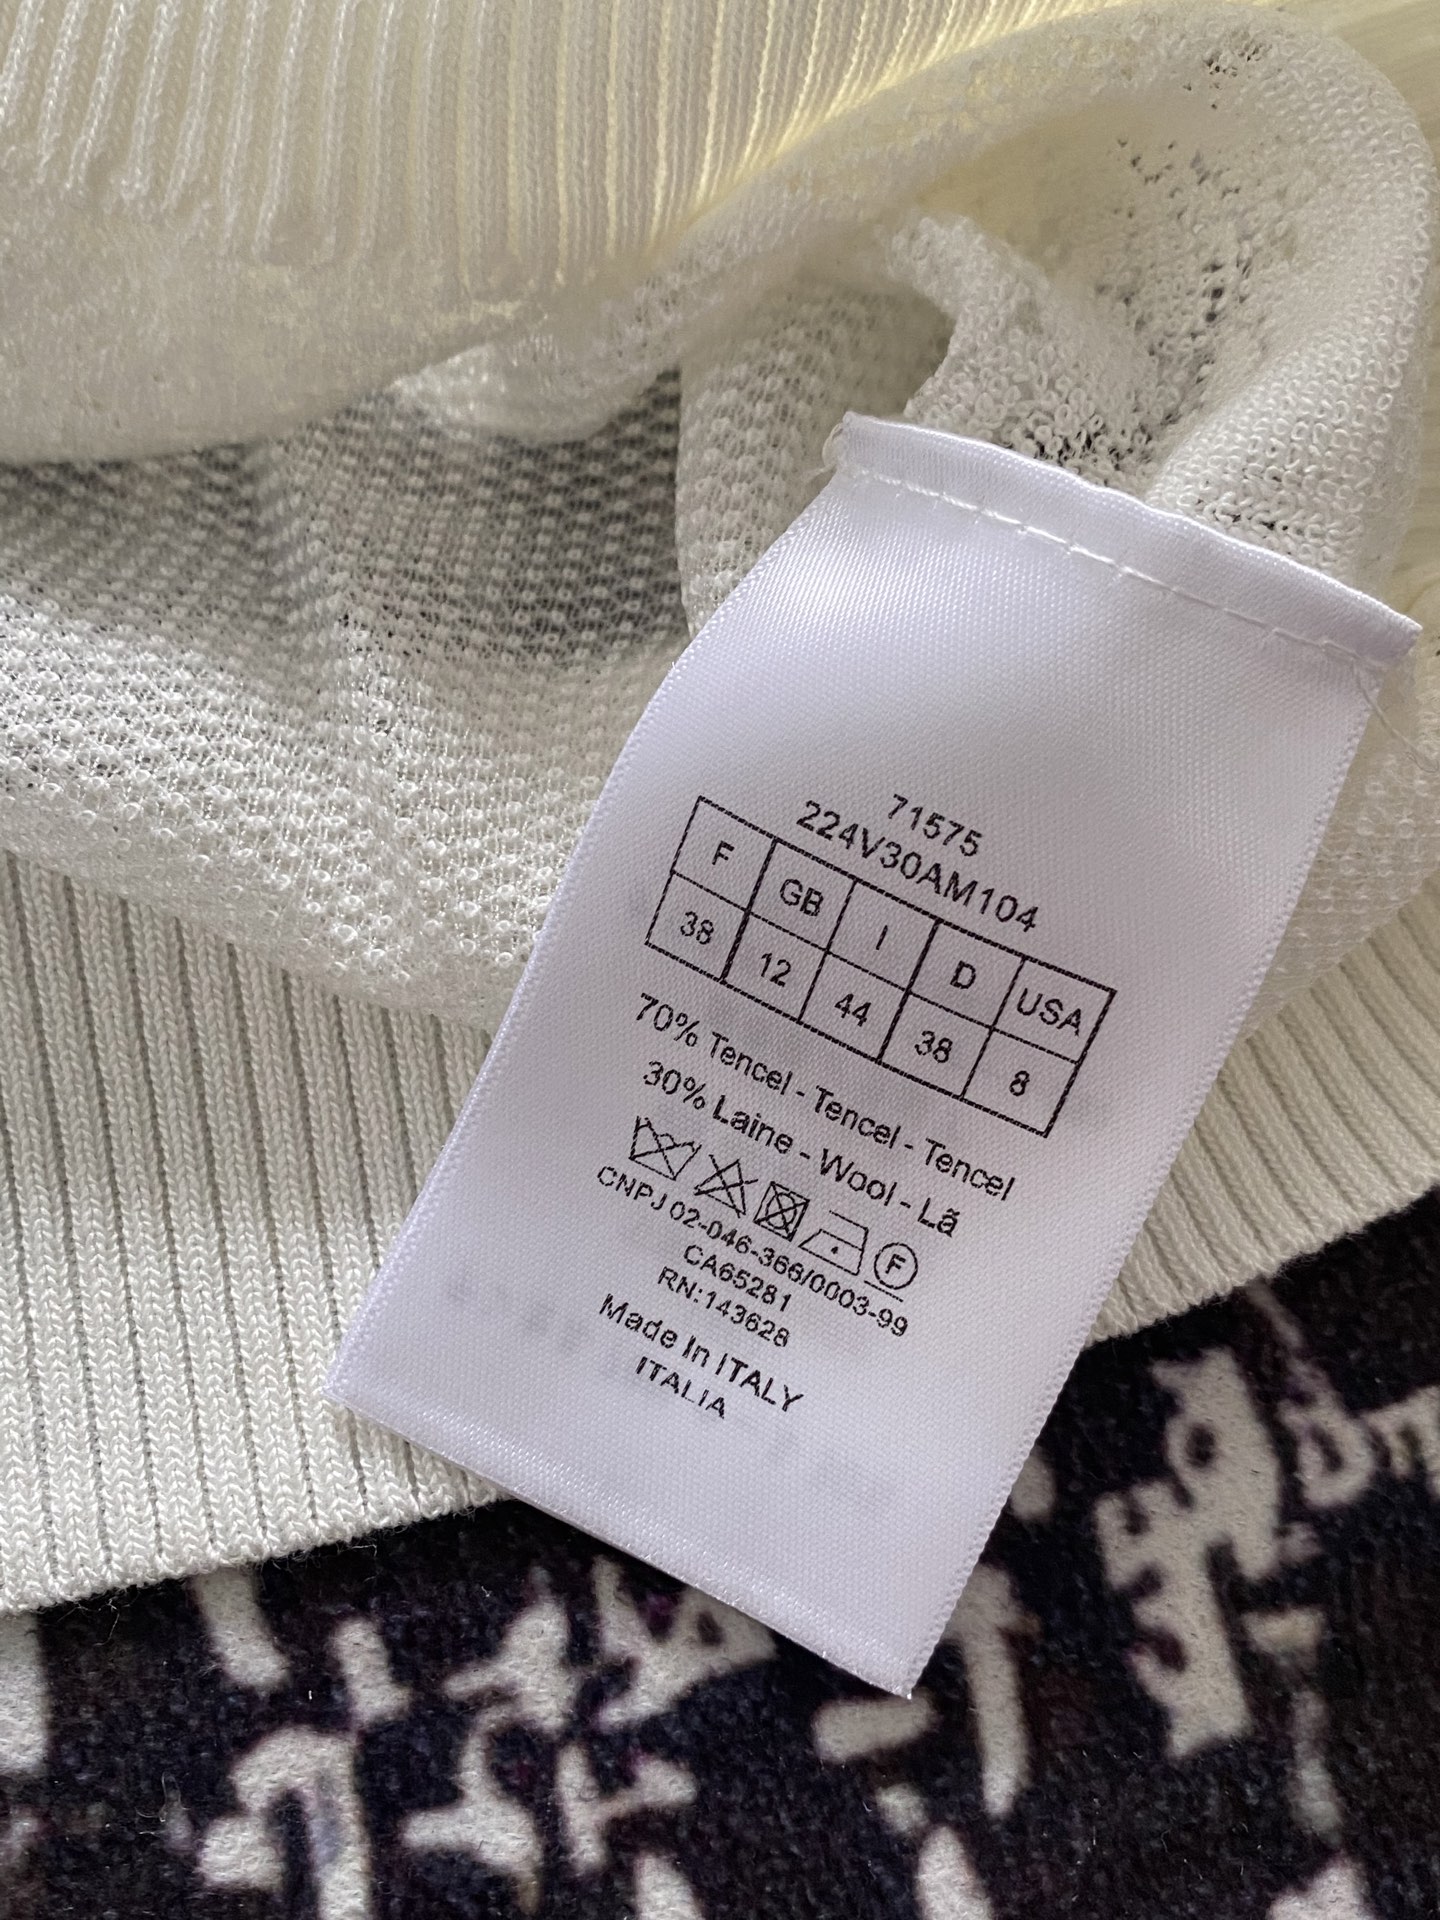 71575
224V30AM104
F GB I D USA
38 12 44 38 8
70% Tencel - Tencel - Tencel
30% Laine - Wool - Lã
F
CNPJ 02-046-366/0003-99
CA65281
RN:143628
Made In ITALY
ITALIA